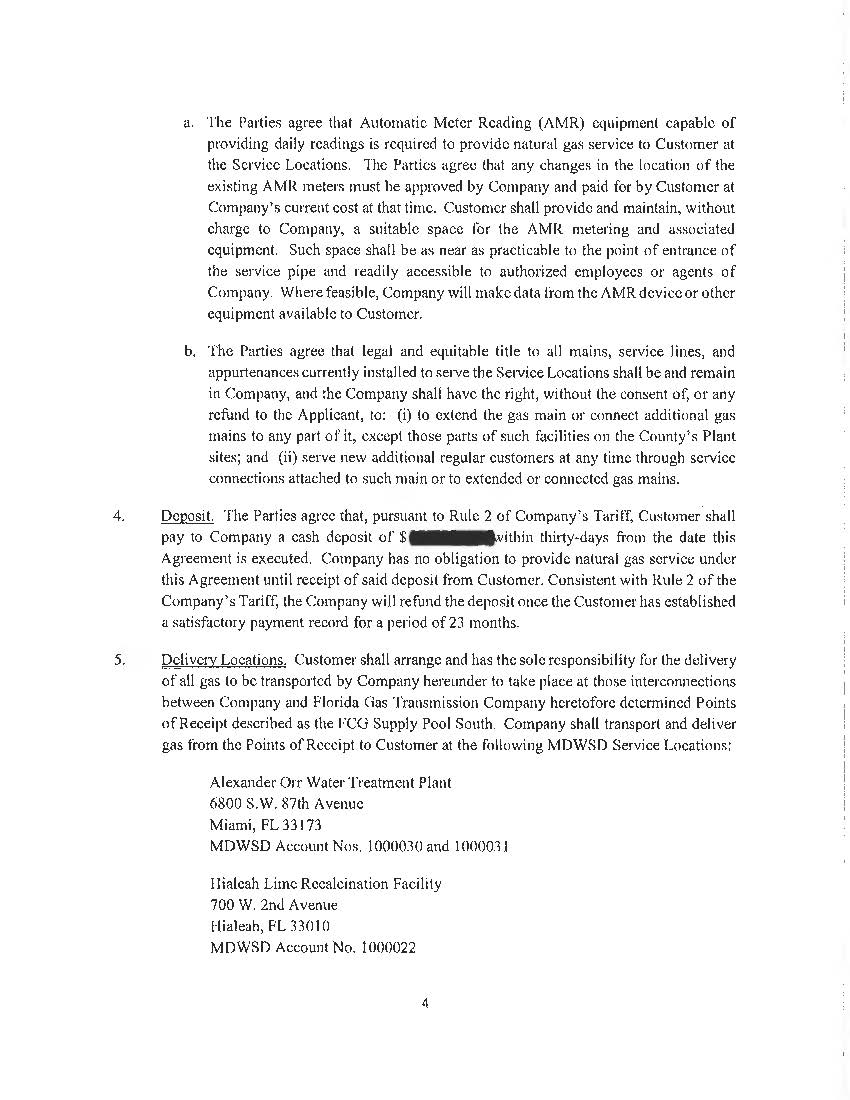 a. The Parties agree that Automatic Meter Reading (AMR) equipment capable of
providing daily readings is required to provide natural gas service to Customer at
the Service Locations. The Parties agree that any changes in the location of the
existing AMR meters must be approved by Company and paid for by Customer at
Company's current cost at that time. Customer shall provide and maintain, without
charge to Company, a suitable space for the AMR metering and associated
equipment. Such space shall be as near as practicable to the point of entrance of
the service pipe and readily accessible to authorized employees or agents of
Company. Where feasible, Company will make data from the AMR device or other
equipment available to Customer.
b. The Parties agree that legal and equitable title to all mains, service lines, and
appurtenances currently installed to serve the Service Locations shall be and remain
in Company, and the Company shall have the right, without the consent of, or any
refund to the Applicant, to: (i) to extend the gas main or connect additional gas
mains to any part of it, except those parts of such facilities on the County's Plant
sites; and (ii) serve new additional regular customers at any time through service
connections attached to such main or to extended or connected gas mains.
4. Deposit. The Parties agree that, pursuant to Rule 2 of Company's Tariff, Customer shall
pay to Company a cash deposit of $ within thirty-days from the date this
Agreement is executed. Company has no obligation to provide natural gas service under
this Agreement until receipt of said deposit from Customer. Consistent with Rule 2 of the
Company's Tariff, the Company will refund the deposit once the Customer has established
a satisfactory payment record for a period of 23 months.
5. Delivery Locations. Customer shall arrange and has the sole responsibility for the delivery
of all gas to be transported by Company hereunder to take place at those interconnections
between Company and Florida Gas Transmission Company heretofore determined Points
of Receipt described as the FCG Supply Pool South. Company shall transport and deliver
gas from the Points of Receipt to Customer at the following MDWSD Service Locations:
Alexander Orr Water Treatment Plant
6800 S.W. 87th Avenue
Miami, FL 33173
MDWSD Account Nos. 1000030 and 1000031
Hialeah Lime Recalcination Facility
700 W. 2nd Avenue
Hialeah, FL 33010
MDWSD Account No. 1000022
4